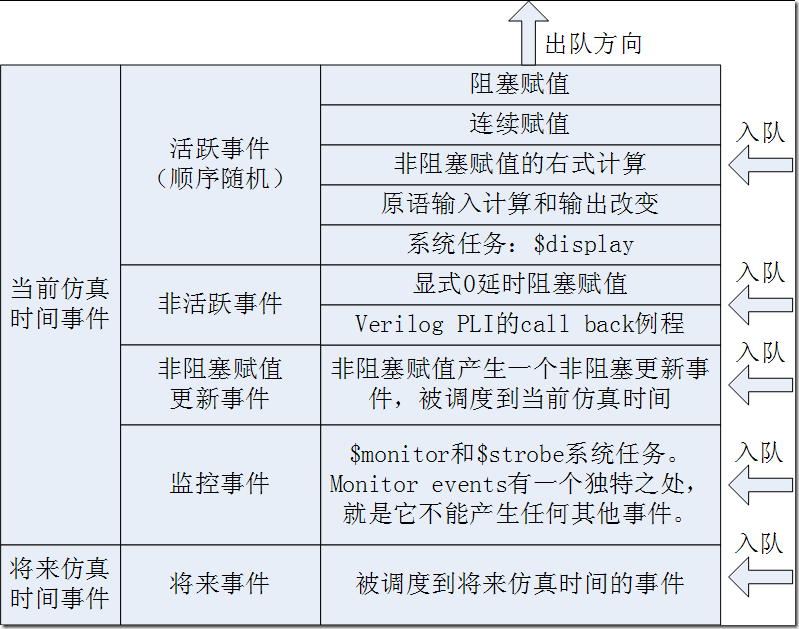 出队方向
阻塞赋值
连续赋值
入队
活跃事件
(顺序随机)
非阻塞赋值的右式计算
原语输入计算和输出改变
系统任务：$display
当前仿真
时间事件
非活跃事件
显式0延时阻塞赋值
入队
Verilog PLI的call back例程
非阻塞赋值
更新事件
非阻塞赋值产生一个非阻塞更新事
件，被调度到当前仿真时间
入队
监控事件
$monitor和$strobe系统任务。
Monitor events有一个独特之处，
就是它不能产生任何其他事件。
入队
将来仿真
时间事件
将来事件
被调度到将来仿真时间的事件
入队